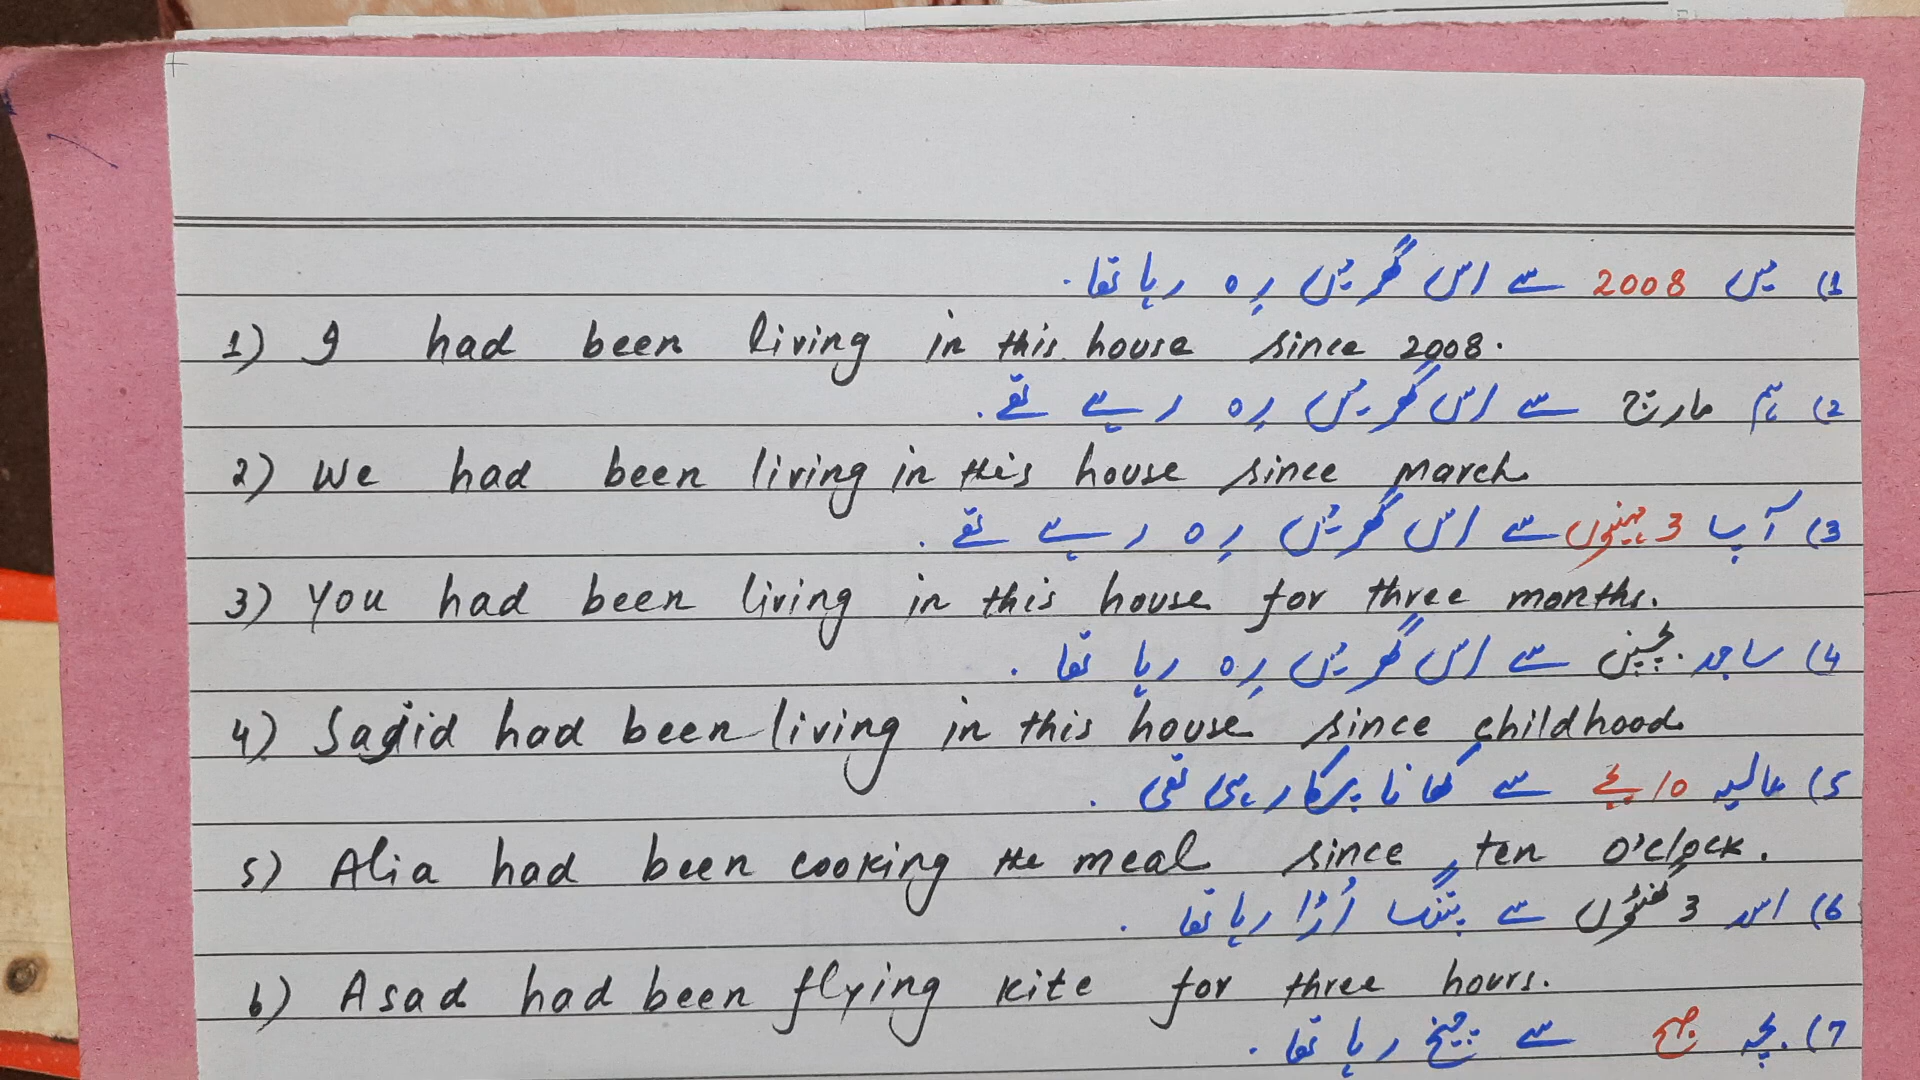 1) میں 2008 سے اس گھر میں رہ رہا تھا۔
1) I had been living in this house since 2008.
2) ہم مارچ سے اس گھر میں رہ رہے تھے۔
2) We had been living in this house since march
3) آپ 3 مہینوں سے اس گھر میں رہ رہے تھے۔
3) You had been living in this house for three months.
4) ساجد بچپن سے اس گھر میں رہ رہا تھا۔
4) Sajid had been living in this house since childhood
5) عالیہ 10 بجے سے کھانا پکا رہی تھی۔
5) Alia had been cooking the meal since ten o'clock.
6) اسد 3 گھنٹوں سے پتنگ اُڑا رہا تھا۔
6) Asad had been flying kite for three hours.
7) بچہ صبح سے چیخ رہا تھا۔